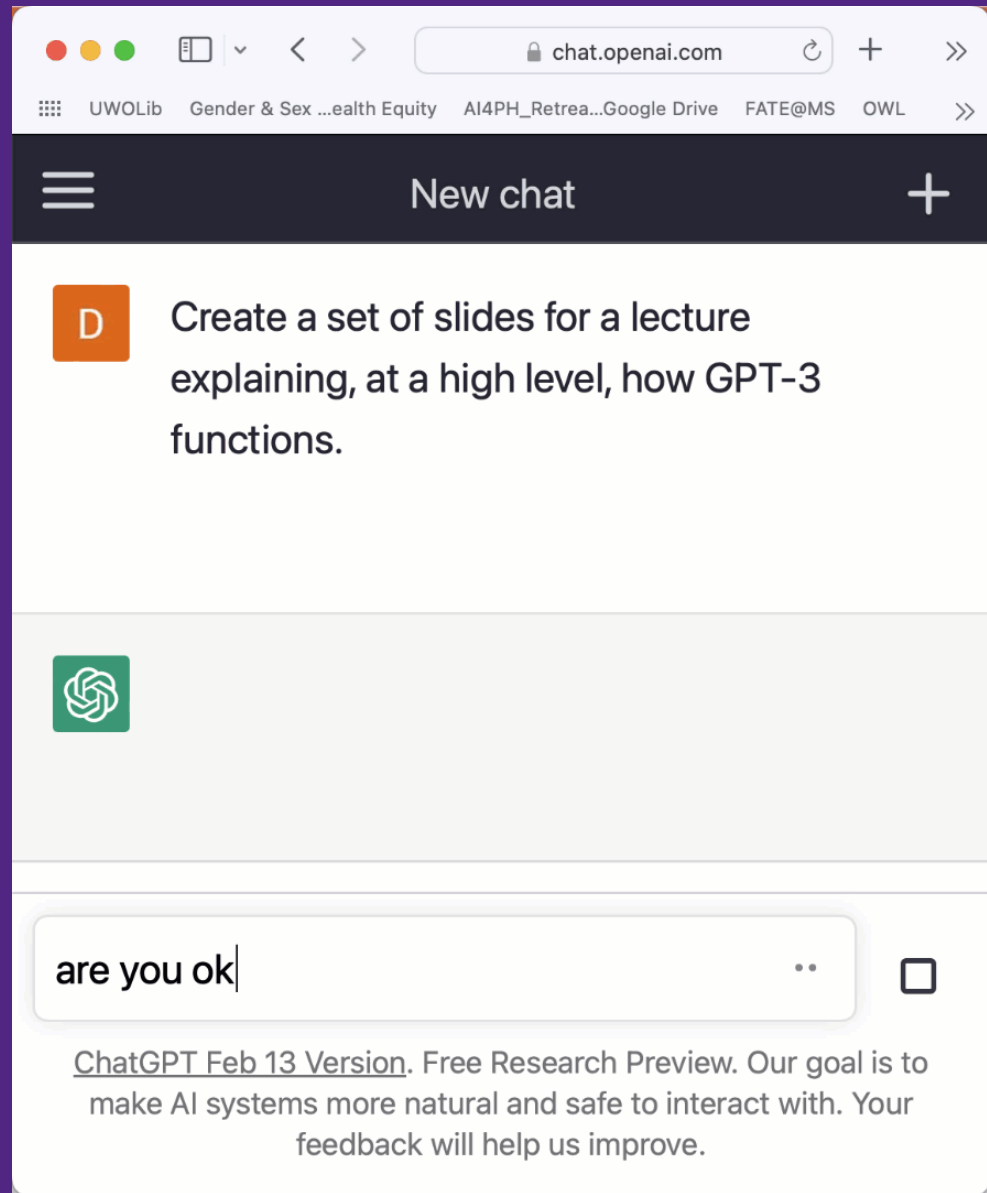 chat.openai.com
UWOLib Gender & Sex ...ealth Equity AI4PH_Retrea...Google Drive FATE@MS OWL
New chat
D
Create a set of slides for a lecture
explaining, at a high level, how GPT-3
functions.
are you ok
ChatGPT Feb 13 Version. Free Research Preview. Our goal is to
make AI systems more natural and safe to interact with. Your
feedback will help us improve.